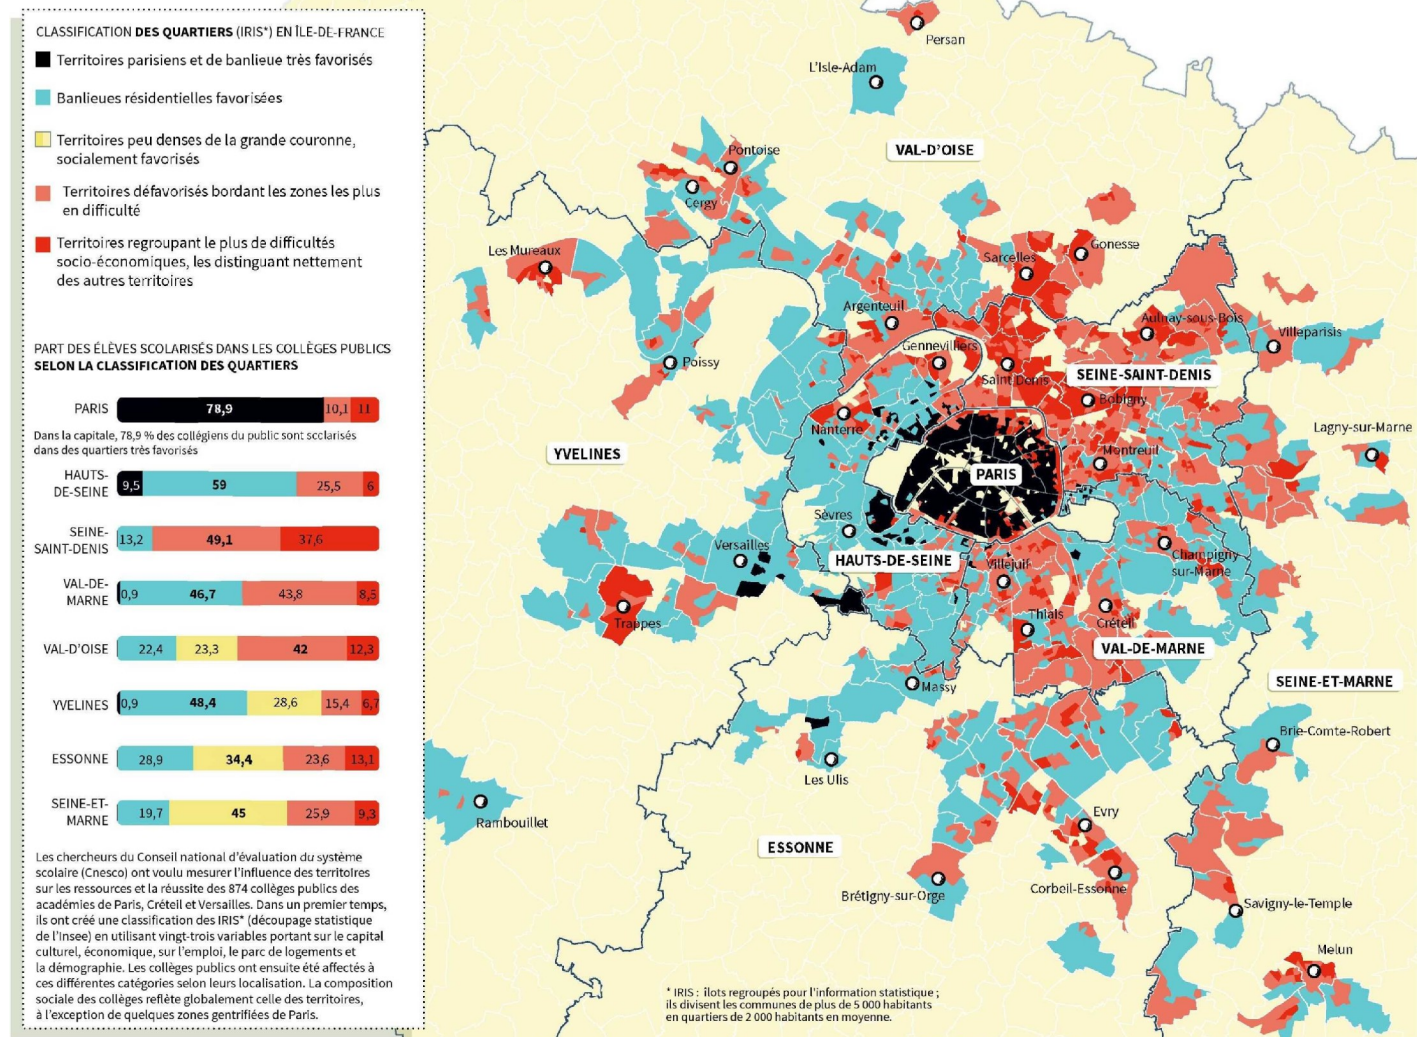 CLASSIFICATION DES QUARTIERS (IRIS*) EN ÎLE-DE-FRANCE
Territoires parisiens et de banlieue très favorisés
Banlieues résidentielles favorisées
Territoires peu denses de la grande couronne,
socialement favorisés
Territoires défavorisés bordant les zones les plus
en difficulté
Territoires regroupant le plus de difficultés
socio-économiques, les distinguant nettement
des autres territoires
PART DES ÉLÈVES SCOLARISÉS DANS LES COLLÈGES PUBLICS
SELON LA CLASSIFICATION DES QUARTIERS
PARIS 78,9 10,1 11
Dans la capitale, 78,9 % des collégiens du public sont scolarisés
dans des quartiers très favorisés
HAUTS-
DE-SEINE 9,5 59 25,5 6
SEINE-
SAINT-DENIS 13,2 49,1 37,6
VAL-DE-
MARNE 0,9 46,7 43,8 8,5
VAL-D'OISE 22,4 23,3 42 12,3
YVELINES 0,9 48,4 28,6 15,4 6,7
ESSONNE 28,9 34,4 23,6 13,1
SEINE-ET-
MARNE 19,7 45 25,9 9,3
Les chercheurs du Conseil national d'évaluation du système
scolaire (Cnesco) ont voulu mesurer l'influence des territoires
sur les ressources et la réussite des 874 collèges publics des
académies de Paris, Créteil et Versailles. Dans un premier temps,
ils ont créé une classification des IRIS* (découpage statistique
de l'Insee) en utilisant vingt-trois variables portant sur le capital
culturel, économique, sur l'emploi, le parc de logements et
la démographie. Les collèges publics ont ensuite été affectés à
ces différentes catégories selon leurs localisation. La composition
sociale des collèges reflète globalement celle des territoires,
à l'exception de quelques zones gentrifiées de Paris.
Persan
L'Isle-Adam
VAL-D'OISE
Pontoise
Cergy
Les Mureaux
Sarcelles
Gonesse
Argenteuil
Aulnay-sous-Bois
Villeparisis
Gennevilliers
Poissy
Saint Denis
SEINE-SAINT-DENIS
Bobigny
Nanterre
Lagny-sur-Marne
YVELINES
Montreuil
PARIS
Sèvres
Versailles
HAUTS-DE-SEINE
Villejuif
Champigny
sur-Marne
Trappes
Thiais
Créteil
VAL-DE-MARNE
Massy
SEINE-ET-MARNE
Brie-Comte-Robert
Les Ulis
Rambouillet
Evry
ESSONNE
Corbeil-Essonne
Brétigny-sur-Orge
Savigny-le-Temple
Melun
* IRIS : îlots regroupés pour l'information statistique ;
ils divisent les communes de plus de 5 000 habitants
en quartiers de 2 000 habitants en moyenne.